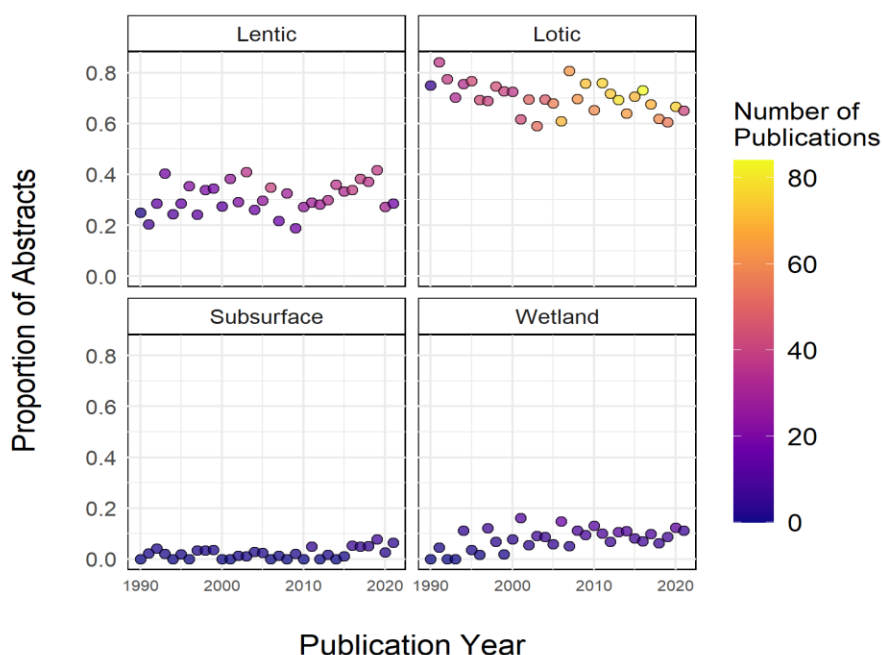 Lentic
Lotic
0.8
0.6
0.4
0.2
0.0
Subsurface
Wetland
0.8
0.6
0.4
0.2
0.0
1990
2000
2010
2020
1990
2000
2010
2020
Proportion of Abstracts
Publication Year
Number of
Publications
80
60
40
20
0